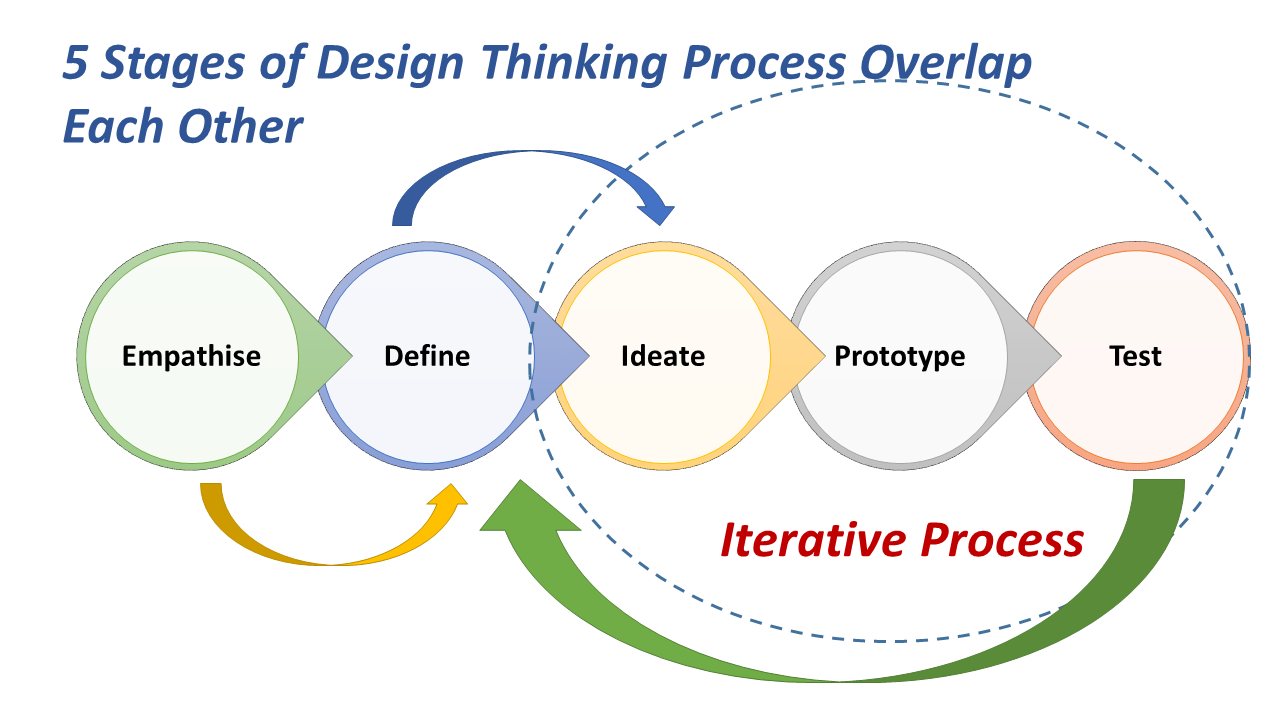 5 Stages of Design Thinking Process Overlap
Each Other
Empathise
Define
Ideate
Prototype
Test
Iterative Process